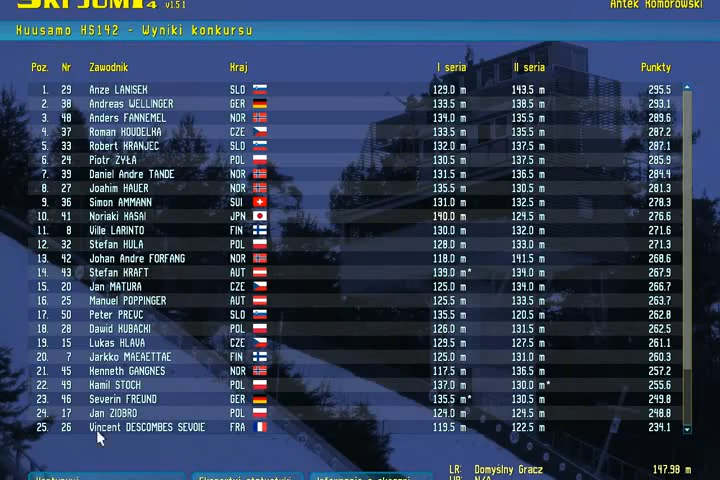 SKI JUMP 4 v1.5.1
Antek Komorowski
Kuusamo HS142 - Wyniki konkursu
Poz. Nr Zawodnik Kraj I seria II seria Punkty
1. 29 Anze LANISEK SLO 129.0 m 143.5 m 295.5
2. 38 Andreas WELLINGER GER 133.5 m 138.5 m 293.1
3. 48 Anders FANNEMEL NOR 134.0 m 135.5 m 289.6
4. 37 Roman KOUDELKA CZE 133.5 m 135.5 m 287.2
5. 33 Robert KRANJEC SLO 132.0 m 137.5 m 287.1
6. 24 Piotr ŻYŁA POL 130.5 m 137.5 m 285.9
7. 39 Daniel Andre TANDE NOR 131.5 m 136.5 m 284.4
8. 27 Joahim HAUER NOR 135.5 m 130.5 m 281.3
9. 36 Simon AMMANN SUI 131.0 m 132.5 m 278.3
10. 41 Noriaki KASAI JPN 140.0 m 124.5 m 276.6
11. 8 Ville LARINTO FIN 130.0 m 132.0 m 271.6
12. 32 Stefan HULA POL 128.0 m 133.0 m 271.3
13. 42 Johan Andre FORFANG NOR 118.0 m 141.5 m 268.6
14. 43 Stefan KRAFT AUT 139.0 m* 134.0 m 267.9
15. 20 Jan MATURA CZE 125.0 m 134.0 m 266.7
16. 25 Manuel POPPINGER AUT 125.5 m 133.5 m 263.7
17. 50 Peter PREVC SLO 135.5 m 120.5 m 262.8
18. 28 Dawid KUBACKI POL 126.0 m 131.0 m 262.5
19. 15 Lukas HLAVA CZE 129.5 m 127.5 m 261.1
20. 7 Jarkko MAEAETTAE FIN 125.0 m 131.0 m 260.3
21. 45 Kenneth GANGNES NOR 117.5 m 136.5 m 257.2
22. 49 Kamil STOCH POL 137.0 m 130.0 m* 255.6
23. 46 Severin FREUND GER 135.5 m* 130.5 m 249.8
24. 17 Jan ZIOBRO POL 124.0 m 124.5 m 248.8
25. 26 Vincent DESCOMBES SEVOIE FRA 119.5 m 122.5 m 234.1
Kontynuuj Eksportuj statystyki Informacje o skoczni
LR: Domyślny Gracz 147.98 m
N/A